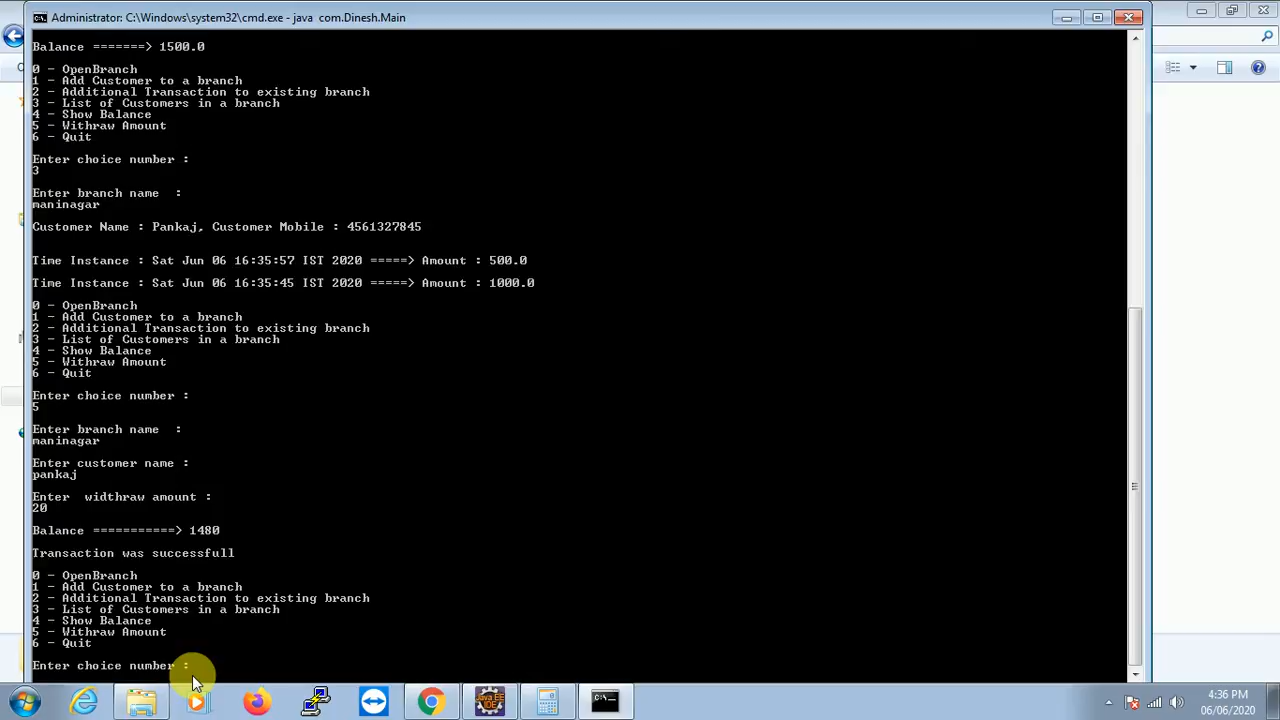 Administrator: C:\Windows\system32\cmd.exe - java com.Dinesh.Main
Balance =======> 1500.0
0 - OpenBranch
1 - Add Customer to a branch
2 - Additional Transaction to existing branch
3 - List of Customers in a branch
4 - Show Balance
5 - Withraw Amount
6 - Quit
Enter choice number :
3
Enter branch name  :
maninagar
Customer Name : Pankaj, Customer Mobile : 4561327845
Time Instance : Sat Jun 06 16:35:57 IST 2020 =====> Amount : 500.0
Time Instance : Sat Jun 06 16:35:45 IST 2020 =====> Amount : 1000.0
0 - OpenBranch
1 - Add Customer to a branch
2 - Additional Transaction to existing branch
3 - List of Customers in a branch
4 - Show Balance
5 - Withraw Amount
6 - Quit
Enter choice number :
5
Enter branch name  :
maninagar
Enter customer name :
pankaj
Enter  widthraw amount :
20
Balance ===========> 1480
Transaction was successfull
0 - OpenBranch
1 - Add Customer to a branch
2 - Additional Transaction to existing branch
3 - List of Customers in a branch
4 - Show Balance
5 - Withraw Amount
6 - Quit
Enter choice number :
Java EE
IDE
C:\.
4:36 PM
06/06/2020